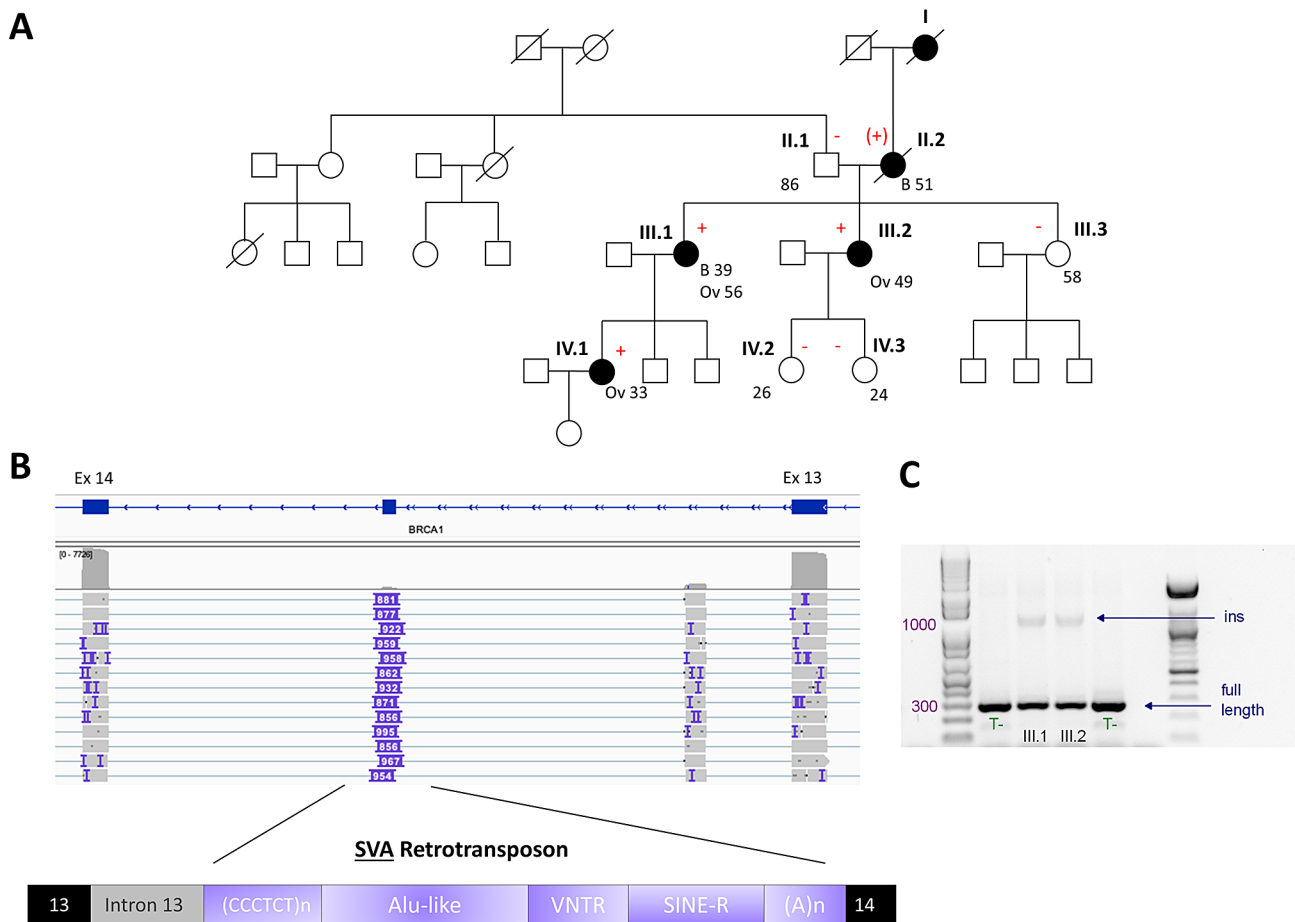 A
I
II.1
-
(+)
II.2
86
B 51
III.1
+
+
III.2
-
III.3
B 39
Ov 56
Ov 49
58
IV.1
+
IV.2
-
-
IV.3
Ov 33
26
24
B
Ex 14
Ex 13
BRCA1
[0 - 7726]
881
877
922
959
958
862
932
871
856
995
856
967
954
SVA Retrotransposon
13
Intron 13
(CCCTCT)n
Alu-like
VNTR
SINE-R
(A)n
14
C
1000
ins
300
full
length
T-
III.1
III.2
T-